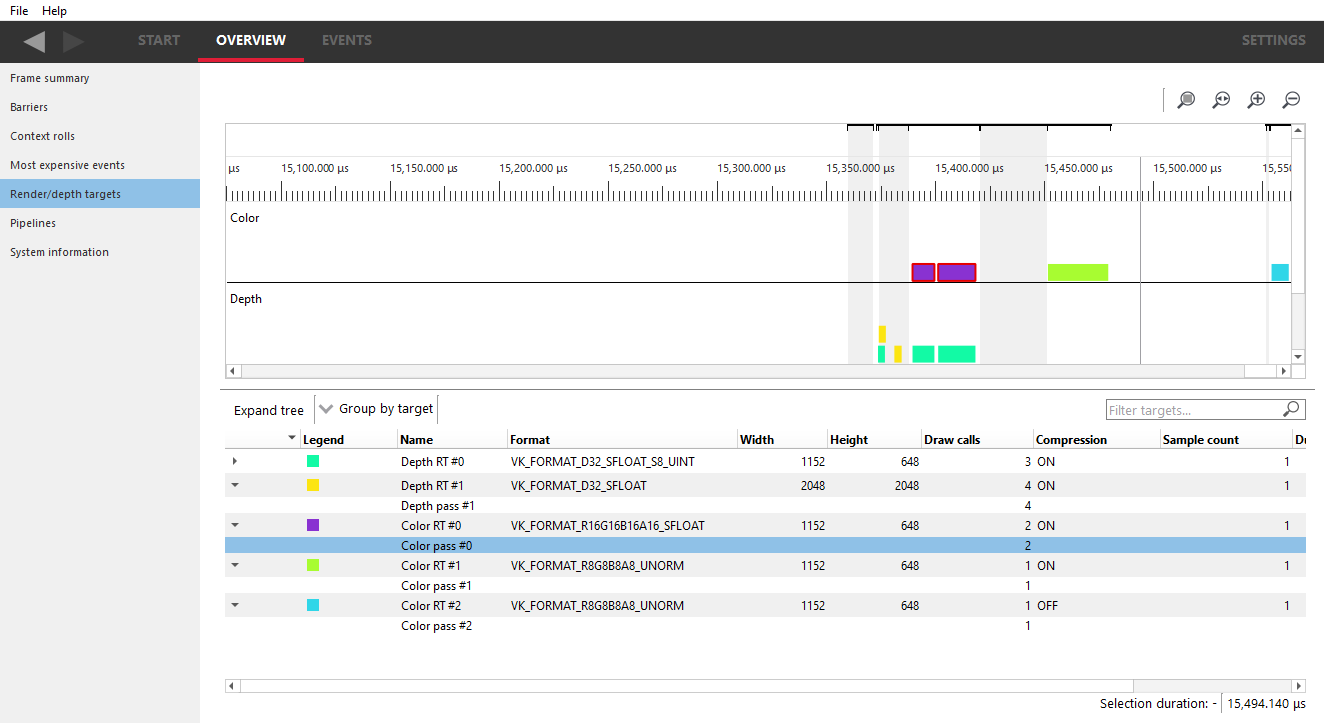 File Help
START OVERVIEW EVENTS SETTINGS
Frame summary
Barriers
Context rolls
Most expensive events
Render/depth targets
Pipelines
System information
µs 15,100.000 µs 15,150.000 µs 15,200.000 µs 15,250.000 µs 15,300.000 µs 15,350.000 µs 15,400.000 µs 15,450.000 µs 15,500.000 µs 15,550
Color
Depth
Expand tree Group by target Filter targets...
Legend Name Format Width Height Draw calls Compression Sample count Du
Depth RT #0 VK_FORMAT_D32_SFLOAT_S8_UINT 1152 648 3 ON 1
Depth RT #1 VK_FORMAT_D32_SFLOAT 2048 2048 4 ON 1
Depth pass #1 4
Color RT #0 VK_FORMAT_R16G16B16A16_SFLOAT 1152 648 2 ON 1
Color pass #0 2
Color RT #1 VK_FORMAT_R8G8B8A8_UNORM 1152 648 1 ON 1
Color pass #1 1
Color RT #2 VK_FORMAT_R8G8B8A8_UNORM 1152 648 1 OFF 1
Color pass #2 1
Selection duration: - 15,494.140 µs